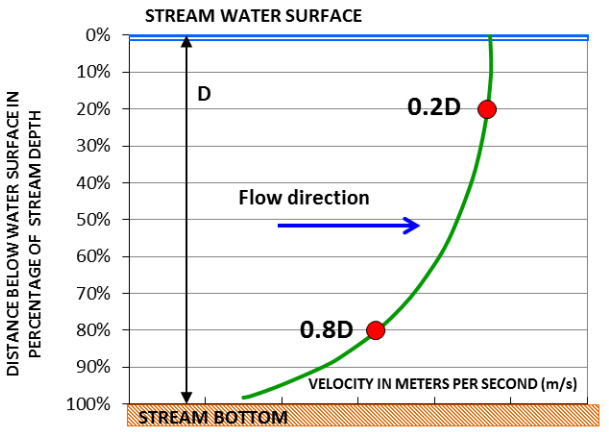 STREAM WATER SURFACE
0%
10%
20%
30%
40%
50%
60%
70%
80%
90%
100%
DISTANCE BELOW WATER SURFACE IN
PERCENTAGE OF STREAM DEPTH
D
0.2D
Flow direction
0.8D
VELOCITY IN METERS PER SECOND (m/s)
STREAM BOTTOM